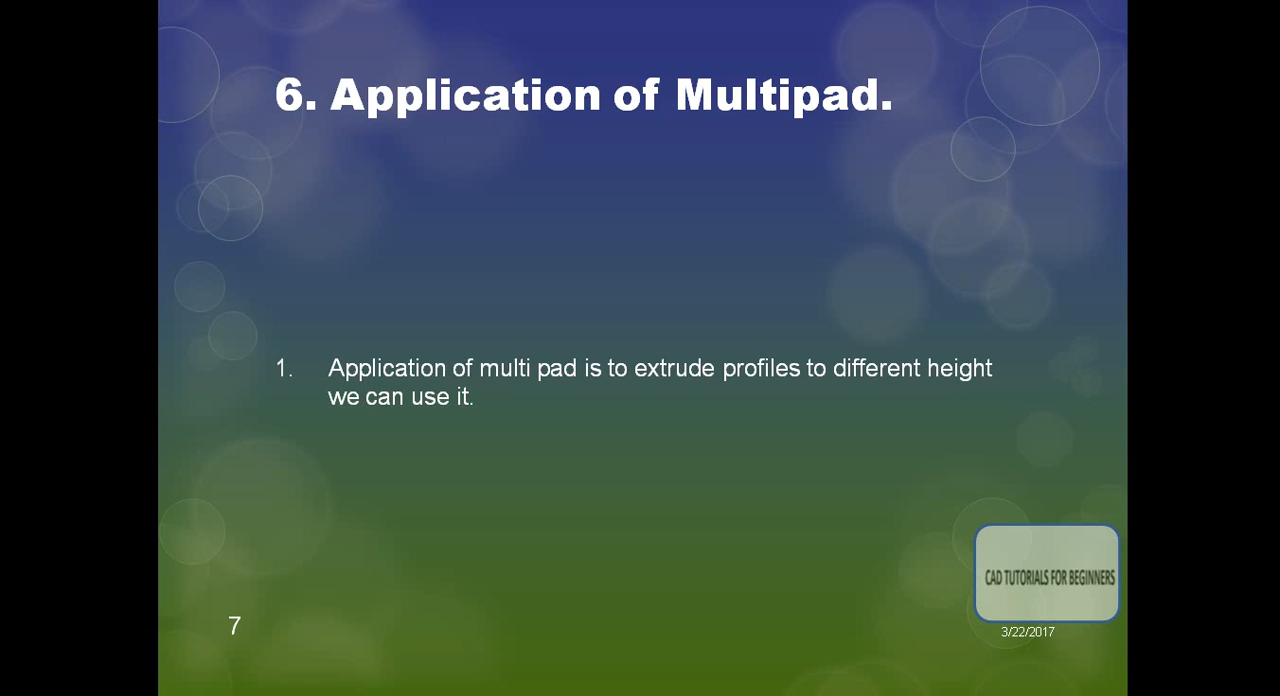 6. Application of Multipad.
1. Application of multi pad is to extrude profiles to different height
we can use it.
CAD TUTORIALS FOR BEGINNERS
7
3/22/2017